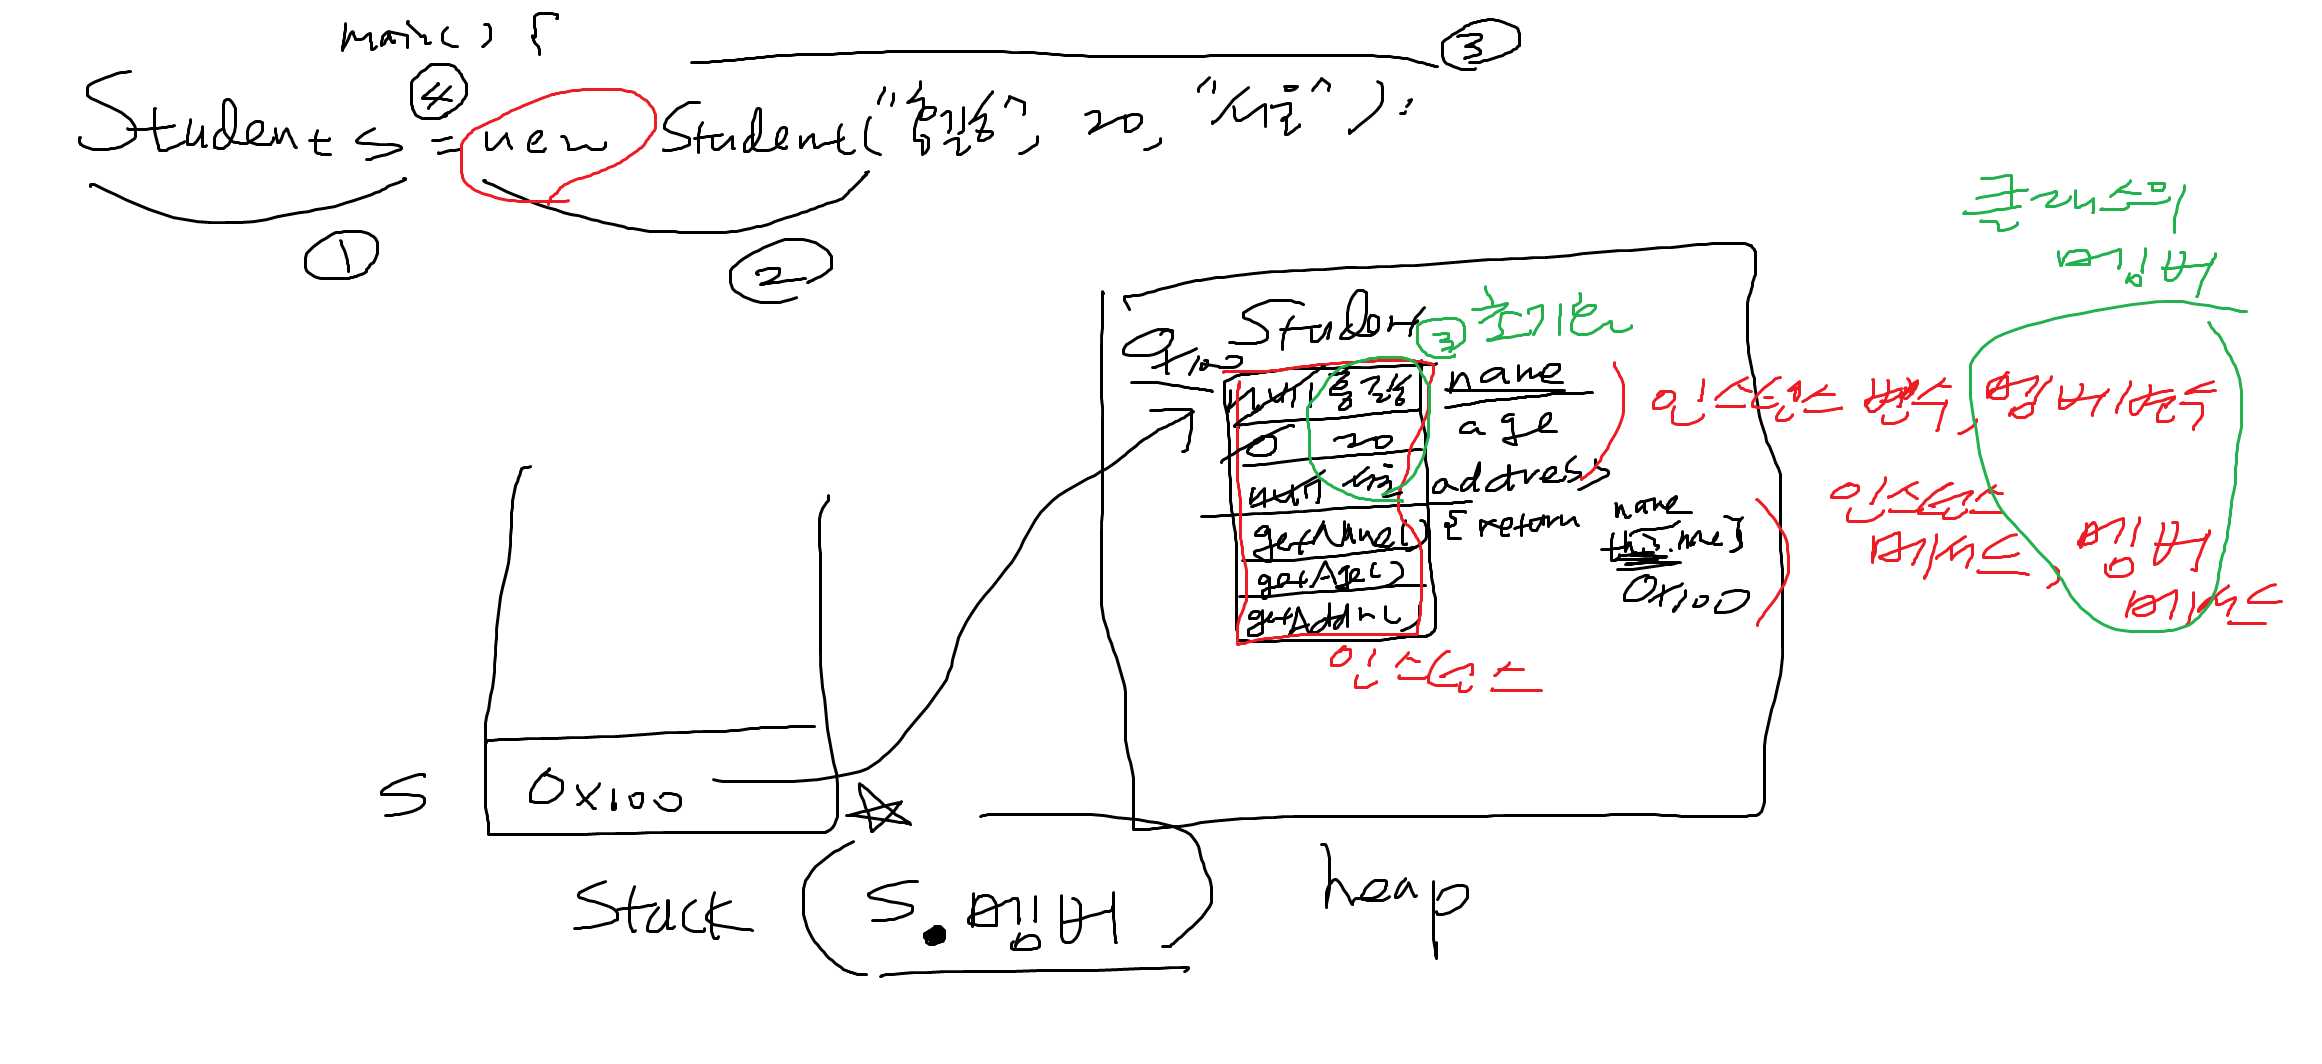 main() {
④ ③
Student s = new Student("홍길동", 20, "서울");
① ②
클래스의
멤버
Student ③ 초기화
0x100
null 홍길동 name
인스턴스 변수, 멤버변수
0 20 age
null 서울 address
인스턴스
메서드, 멤버
메서드
getName() { return name
this.name}
getAge() 0x100
getAddr()
인스턴스
s 0x100
Stack s.멤버 heap